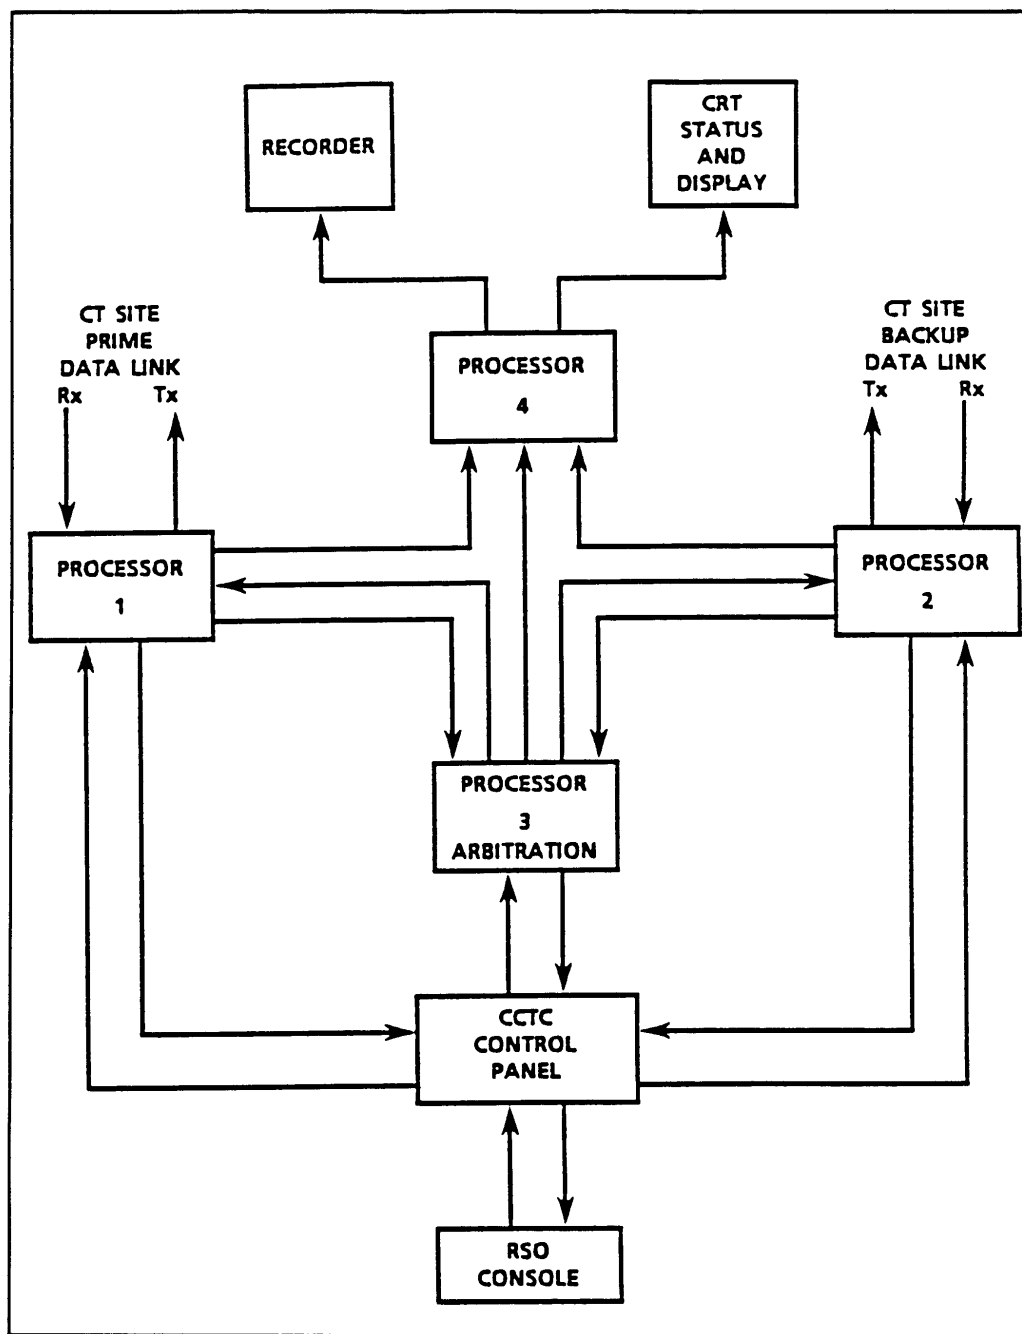 RECORDER
CRT
STATUS
AND
DISPLAY
CT SITE
PRIME
DATA LINK
Rx Tx
CT SITE
BACKUP
DATA LINK
Tx Rx
PROCESSOR
4
PROCESSOR
1
PROCESSOR
2
PROCESSOR
3
ARBITRATION
CCTC
CONTROL
PANEL
RSO
CONSOLE